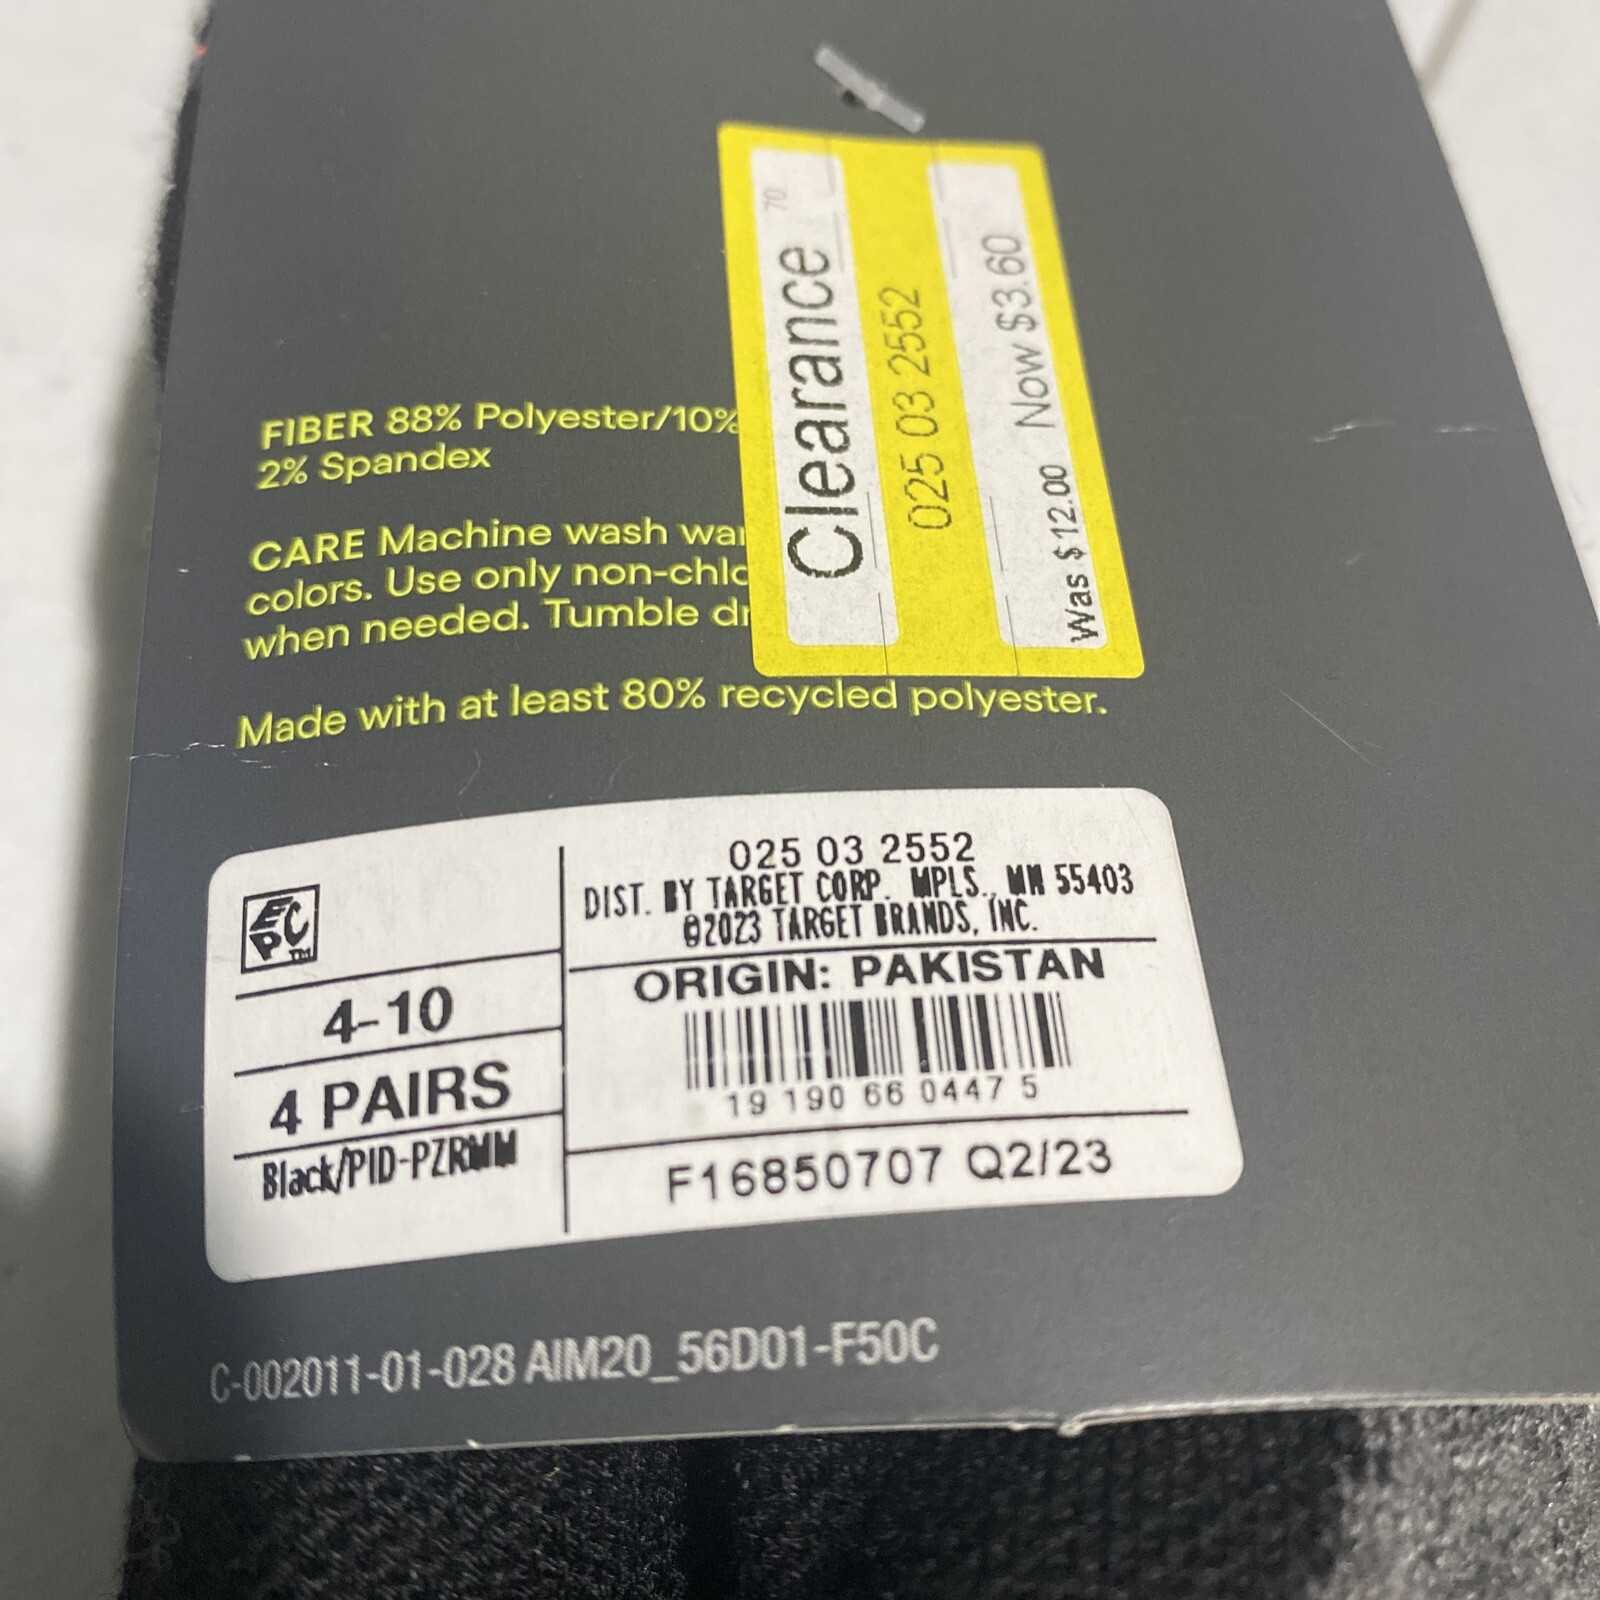 Clearance 70
025 03 2552
Was $12.00 Now $3.60
FIBER 88% Polyester/10%
2% Spandex
CARE Machine wash
colors. Use only
when needed. Tumble
Made with at least 80% recycled polyester.
EPC™
4-10
4 PAIRS
Black/PID-PZRMM
025 03 2552
DIST. BY TARGET CORP. MPLS., MN 55403
©2023 TARGET BRANDS, INC.
ORIGIN: PAKISTAN
19 190 66 0447 5
F16850707 Q2/23
C-002011-01-028 AIM20_56D01-F50C